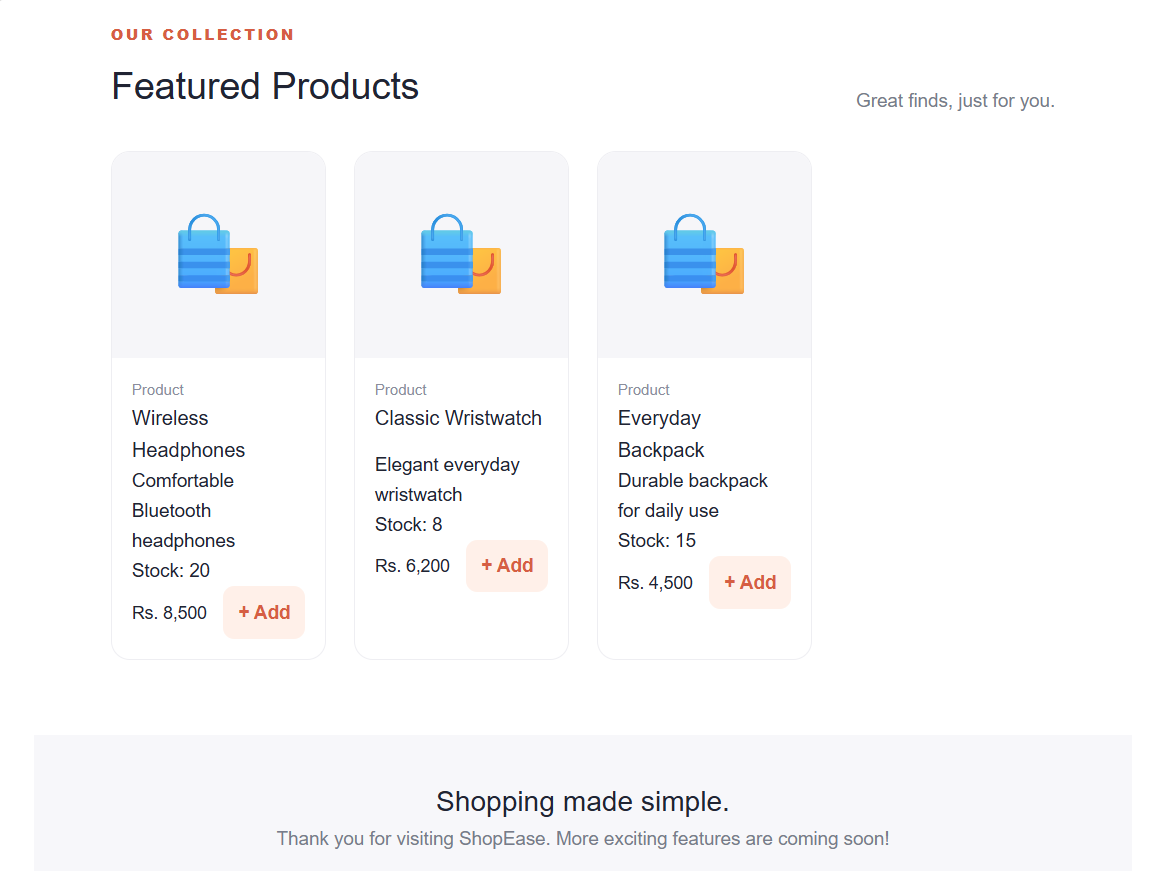 OUR COLLECTION
Featured Products
Great finds, just for you.
Product
Wireless
Headphones
Comfortable
Bluetooth
headphones
Stock: 20
Rs. 8,500
+ Add
Product
Classic Wristwatch
Elegant everyday
wristwatch
Stock: 8
Rs. 6,200
+ Add
Product
Everyday
Backpack
Durable backpack
for daily use
Stock: 15
Rs. 4,500
+ Add
Shopping made simple.
Thank you for visiting ShopEase. More exciting features are coming soon!